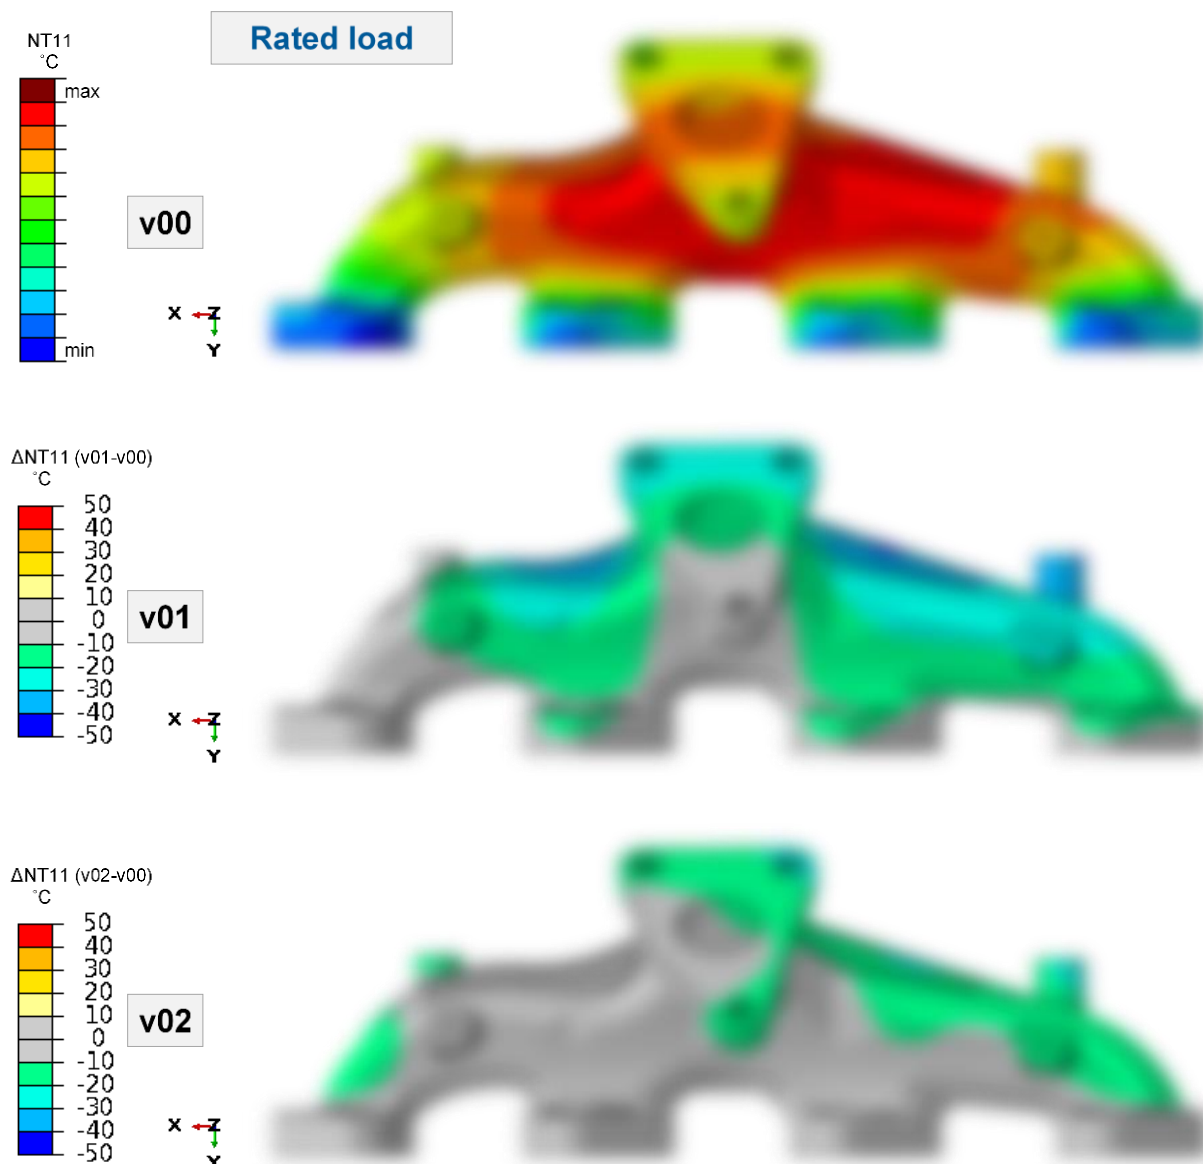 Rated load
NT11
°C
max
min
v00
X Z
Y
ΔNT11 (v01-v00)
°C
50
40
30
20
10
0
-10
-20
-30
-40
-50
v01
X Z
Y
ΔNT11 (v02-v00)
°C
50
40
30
20
10
0
-10
-20
-30
-40
-50
v02
X Z
Y